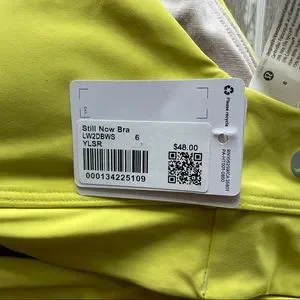 Still Now Bra
LW2DBWS 6
YLSR
$48.00
000134225109
Please recycle